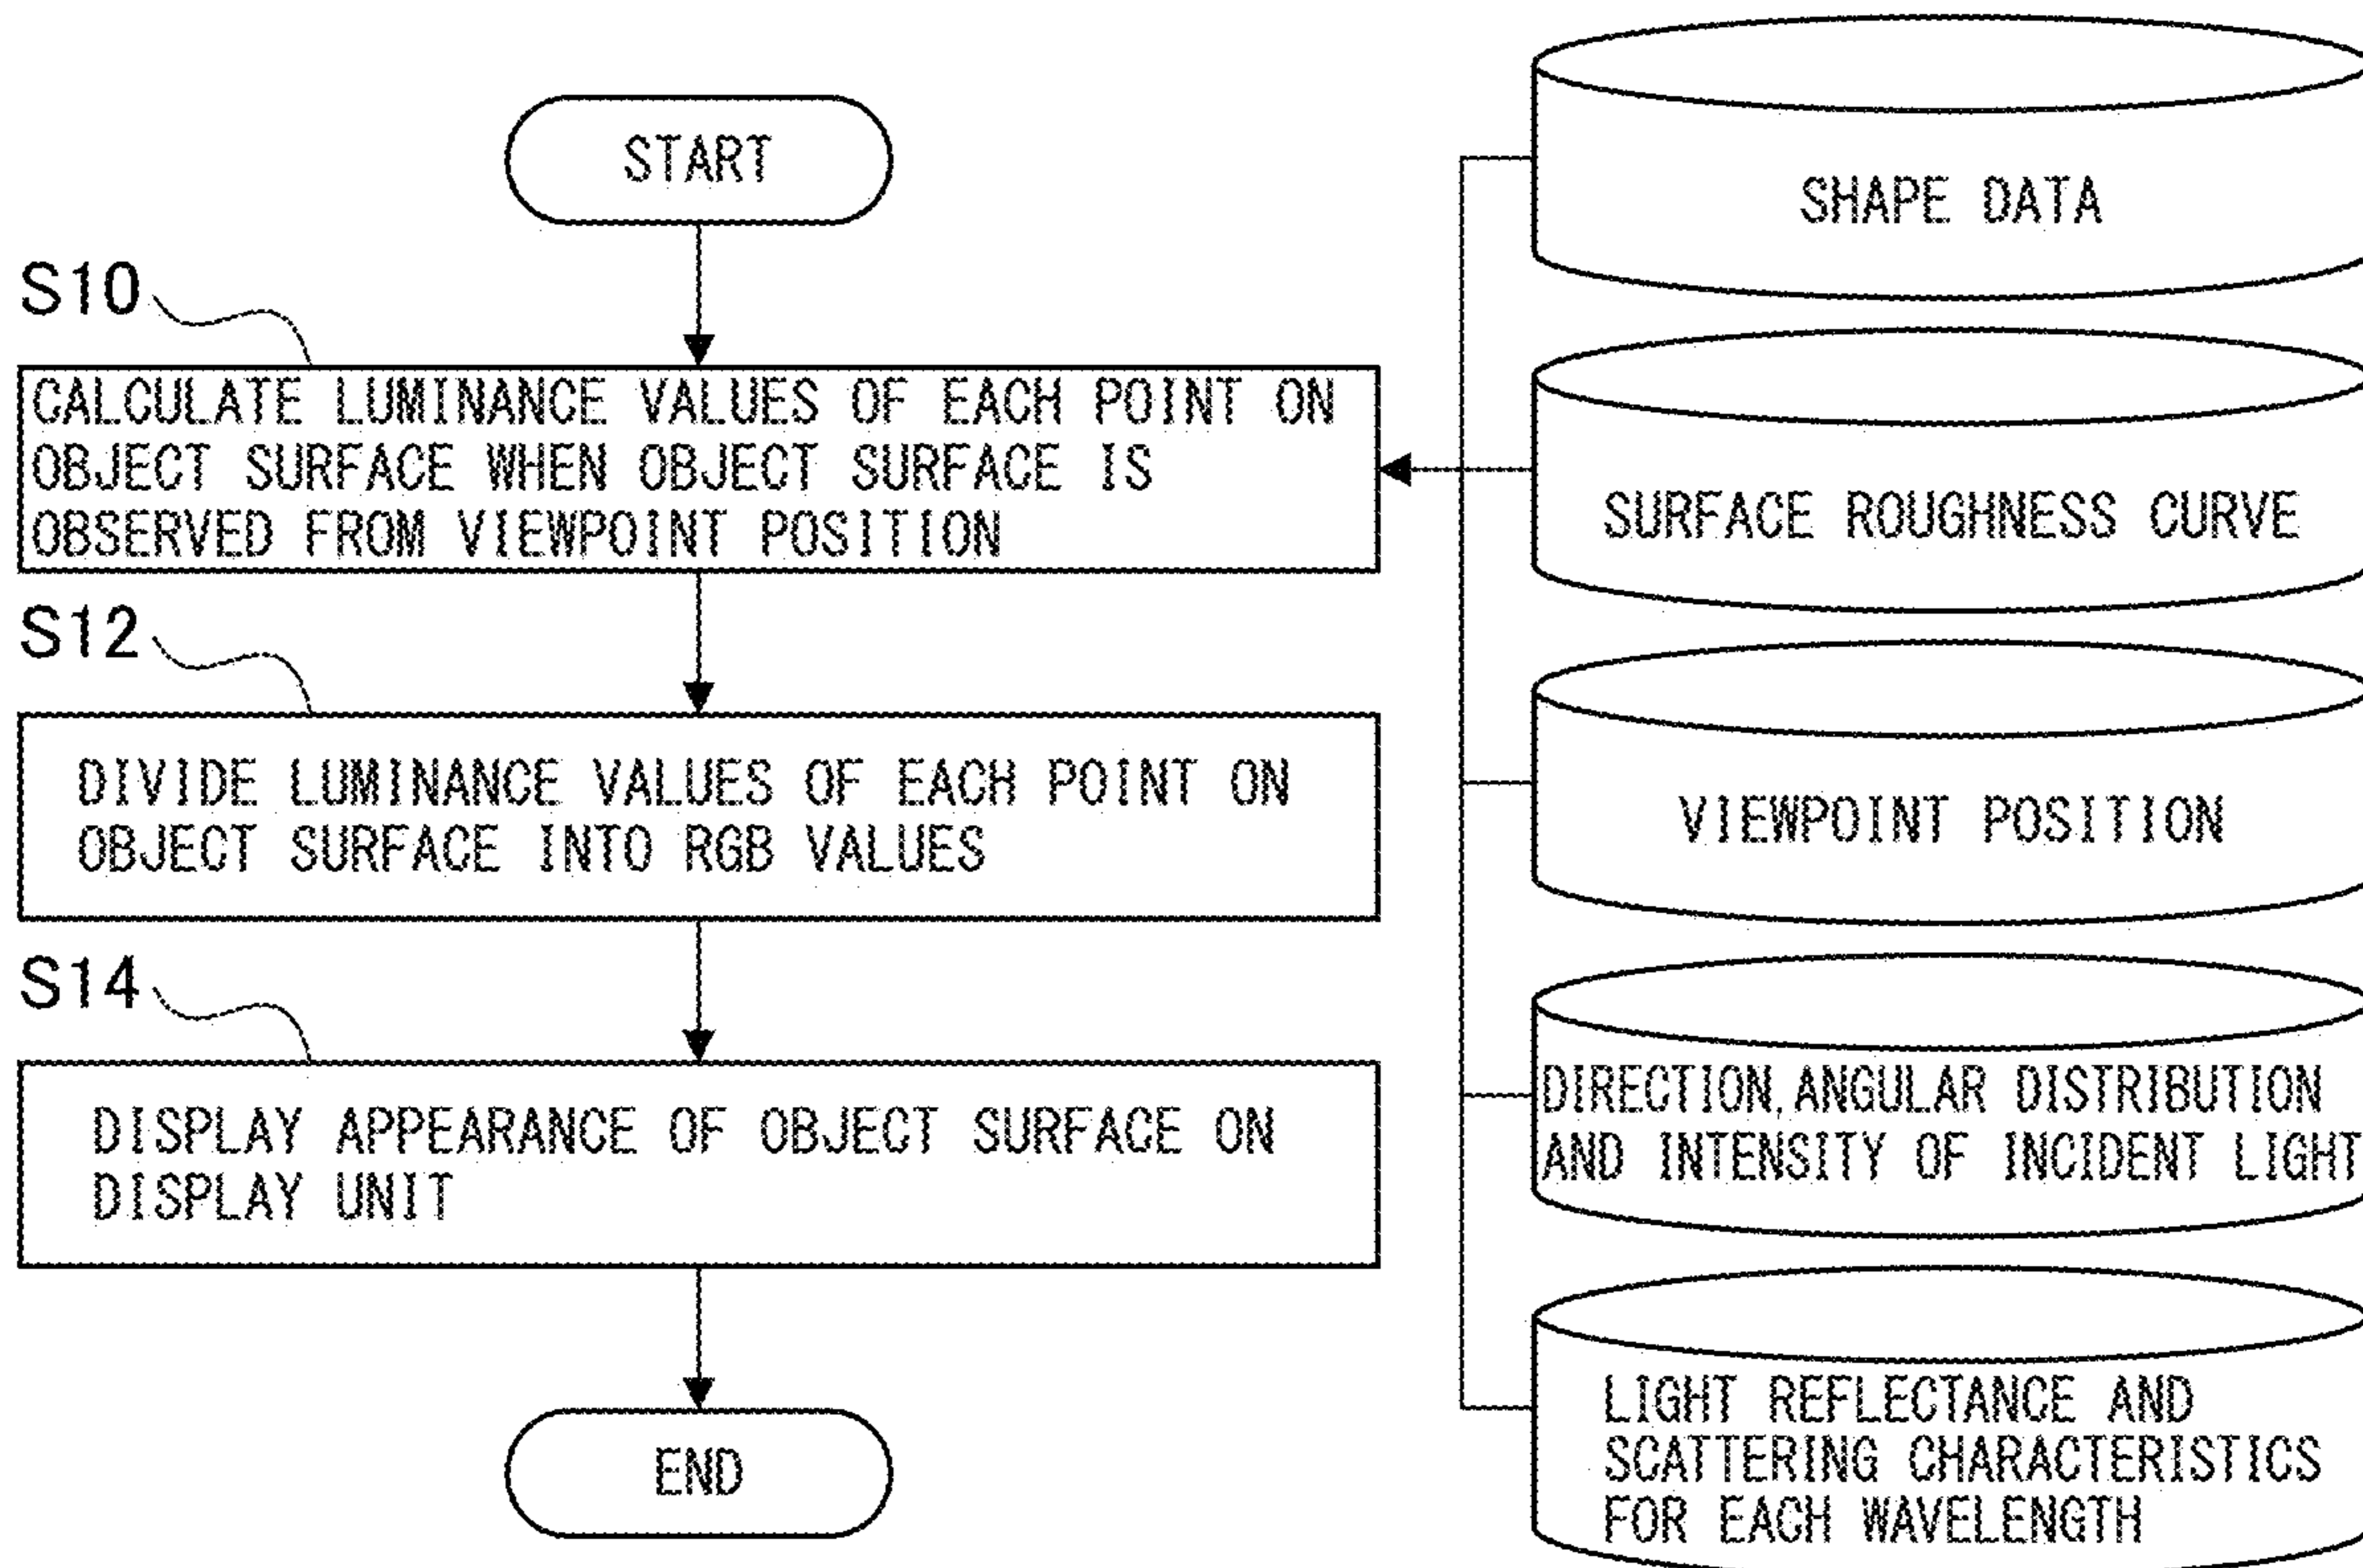 START
S10
CALCULATE LUMINANCE VALUES OF EACH POINT ON
OBJECT SURFACE WHEN OBJECT SURFACE IS
OBSERVED FROM VIEWPOINT POSITION
S12
DIVIDE LUMINANCE VALUES OF EACH POINT ON
OBJECT SURFACE INTO RGB VALUES
S14
DISPLAY APPEARANCE OF OBJECT SURFACE ON
DISPLAY UNIT
END
SHAPE DATA
SURFACE ROUGHNESS CURVE
VIEWPOINT POSITION
DIRECTION, ANGULAR DISTRIBUTION
AND INTENSITY OF INCIDENT LIGHT
LIGHT REFLECTANCE AND
SCATTERING CHARACTERISTICS
FOR EACH WAVELENGTH